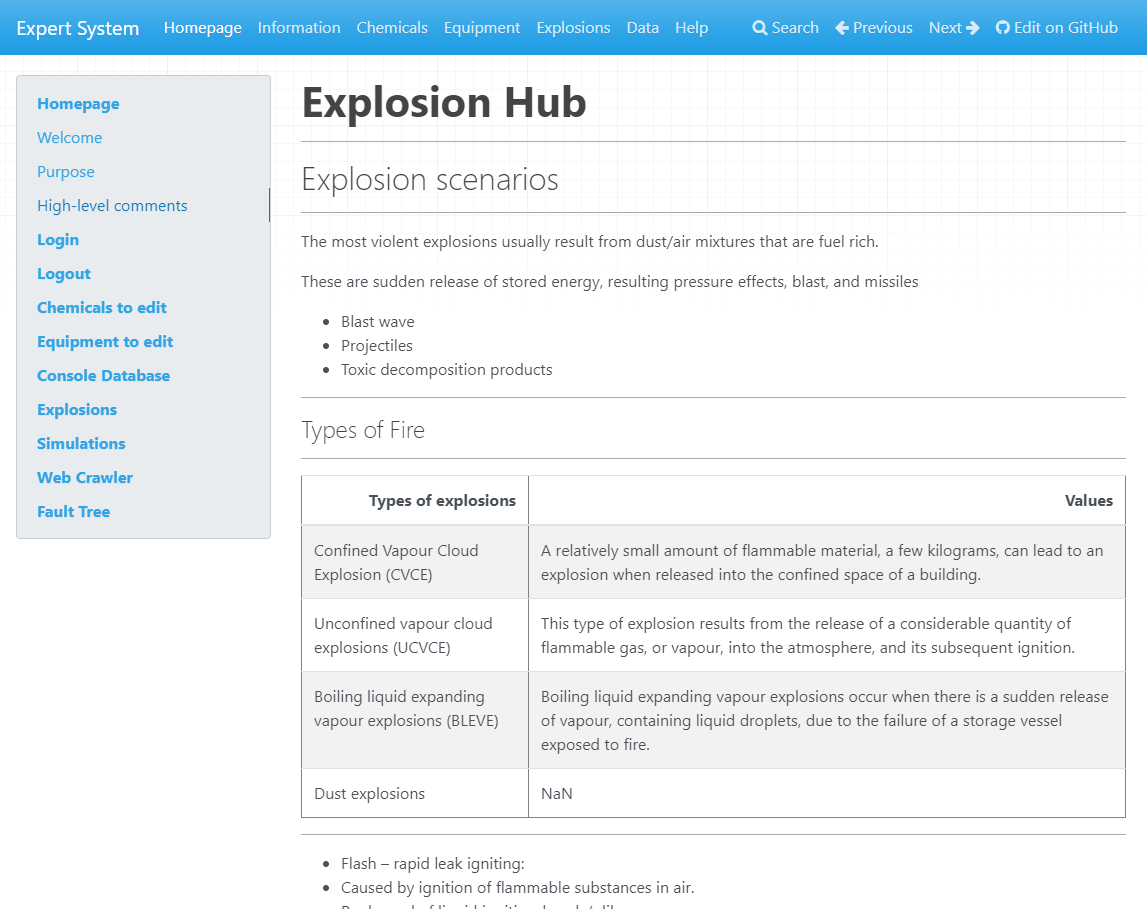 Expert System Homepage Information Chemicals Equipment Explosions Data Help Search Previous Next Edit on GitHub
Homepage
Welcome
Purpose
High-level comments
Login
Logout
Chemicals to edit
Equipment to edit
Console Database
Explosions
Simulations
Web Crawler
Fault Tree
Explosion Hub
Explosion scenarios
The most violent explosions usually result from dust/air mixtures that are fuel rich.
These are sudden release of stored energy, resulting pressure effects, blast, and missiles
Blast wave
Projectiles
Toxic decomposition products
Types of Fire
Types of explosions Values
Confined Vapour Cloud
Explosion (CVCE)
A relatively small amount of flammable material, a few kilograms, can lead to an
explosion when released into the confined space of a building.
Unconfined vapour cloud
explosions (UCVCE)
This type of explosion results from the release of a considerable quantity of
flammable gas, or vapour, into the atmosphere, and its subsequent ignition.
Boiling liquid expanding
vapour explosions (BLEVE)
Boiling liquid expanding vapour explosions occur when there is a sudden release
of vapour, containing liquid droplets, due to the failure of a storage vessel
exposed to fire.
Dust explosions NaN
Flash – rapid leak igniting:
Caused by ignition of flammable substances in air.